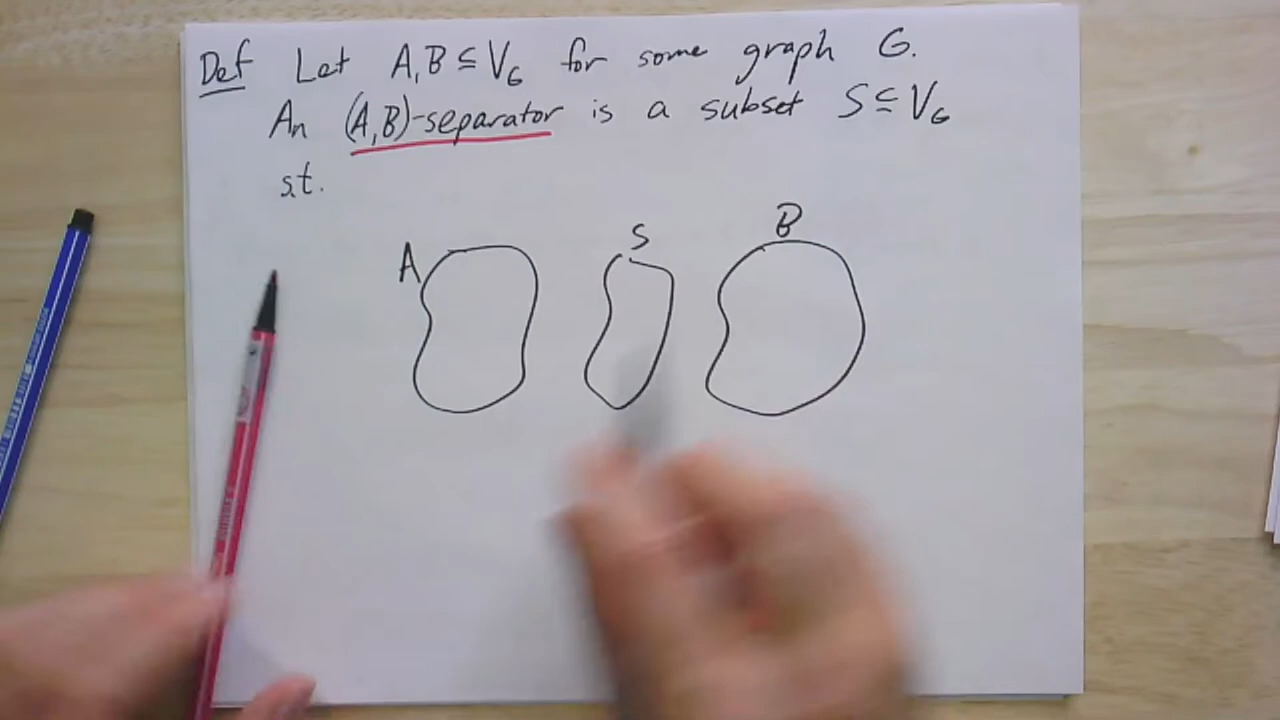 Def Let A,B ⊆ V_G for some graph G.
An (A,B)-separator is a subset S ⊆ V_G
s.t.
A
S
B